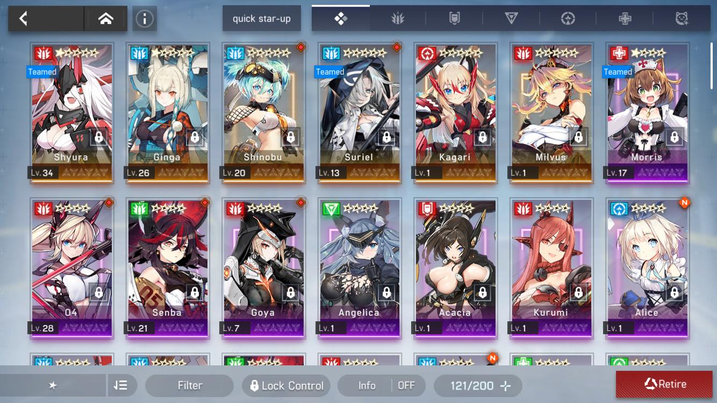 quick star-up
Teamed
Shyura
Lv. 34
Ginga
Lv. 26
Shinobu
Lv. 20
Teamed
Suriel
Lv. 13
Kagari
Lv. 1
Milvus
Lv. 1
Teamed
Morris
Lv. 17
04
Lv. 28
05
Senba
Lv. 21
Goya
Lv. 7
Angelica
Lv. 1
Acacia
Lv. 1
Kurumi
Lv. 1
N
Alice
Lv. 1
N
Filter
Lock Control
Info OFF
121/200
Retire